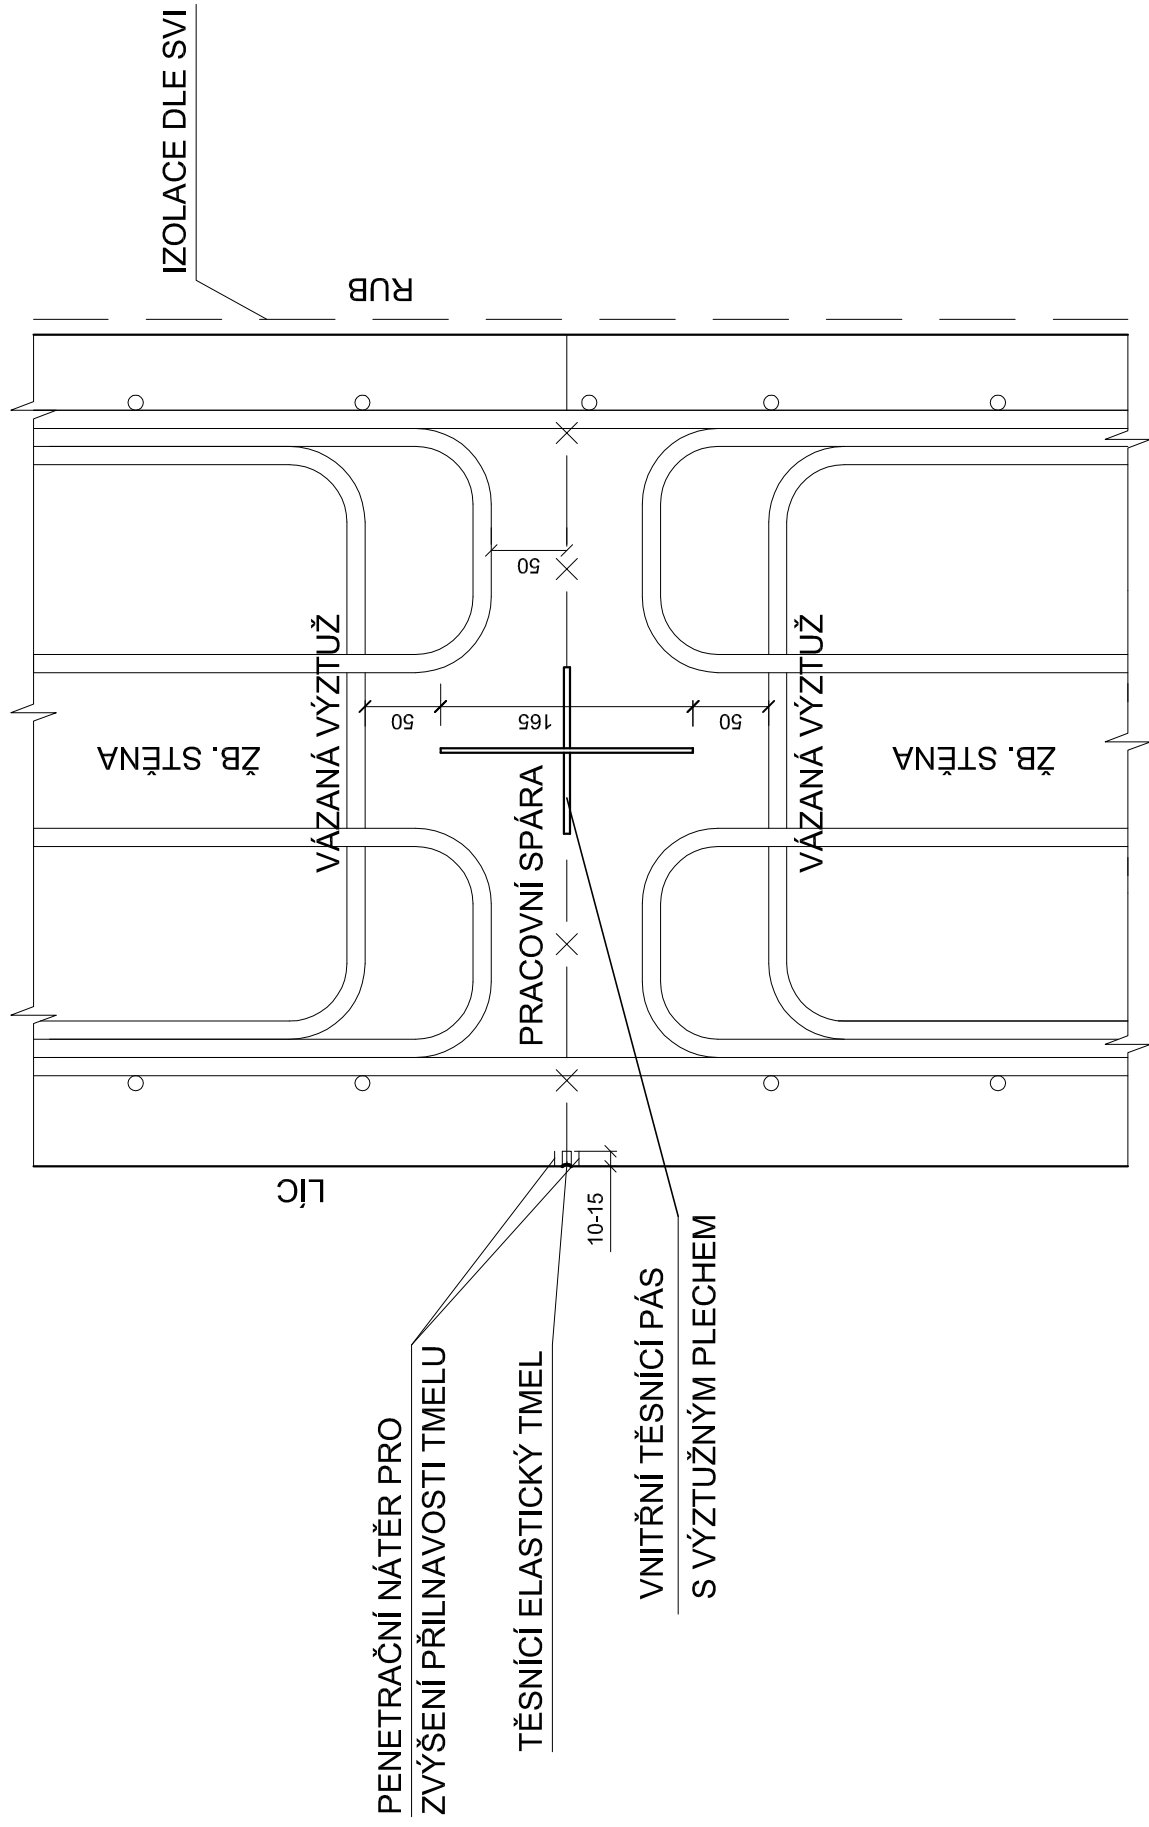 IZOLACE DLE SVI
RUB
VÁZANÁ VÝZTUŽ
ŽB. STĚNA
50
50
165
50
PRACOVNÍ SPÁRA
VÁZANÁ VÝZTUŽ
ŽB. STĚNA
LÍC
10-15
PENETRAČNÍ NÁTĚR PRO
ZVÝŠENÍ PŘILNAVOSTI TMELU
TĚSNÍCÍ ELASTICKÝ TMEL
VNITŘNÍ TĚSNÍCÍ PÁS
S VÝZTUŽNÝM PLECHEM